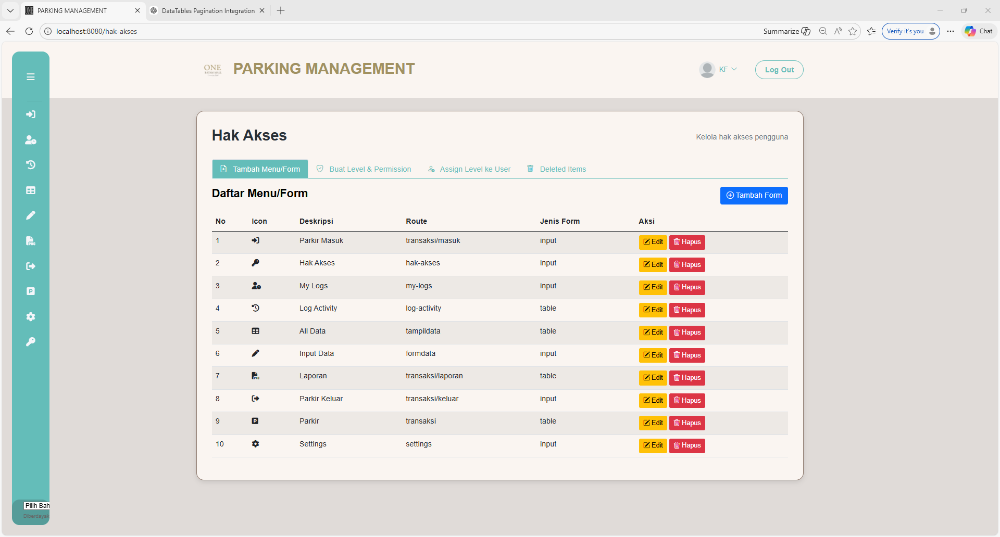 PARKING MANAGEMENT
DataTables Pagination Integration
localhost:8080/hak-akses
Summarize
Verify it's you
Chat
ONE
PARKING MANAGEMENT
KF
Log Out
Hak Akses
Kelola hak akses pengguna
Tambah Menu/Form
Buat Level & Permission
Assign Level ke User
Deleted Items
Daftar Menu/Form
Tambah Form
No Icon Deskripsi Route Jenis Form Aksi
1 Parkir Masuk transaksi/masuk input Edit Hapus
2 Hak Akses hak-akses input Edit Hapus
3 My Logs my-logs input Edit Hapus
4 Log Activity log-activity table Edit Hapus
5 All Data tampildata table Edit Hapus
6 Input Data formdata input Edit Hapus
7 Laporan transaksi/laporan table Edit Hapus
8 Parkir Keluar transaksi/keluar input Edit Hapus
9 P Parkir transaksi table Edit Hapus
10 Settings settings input Edit Hapus
Pilih Bah
Diberdayak